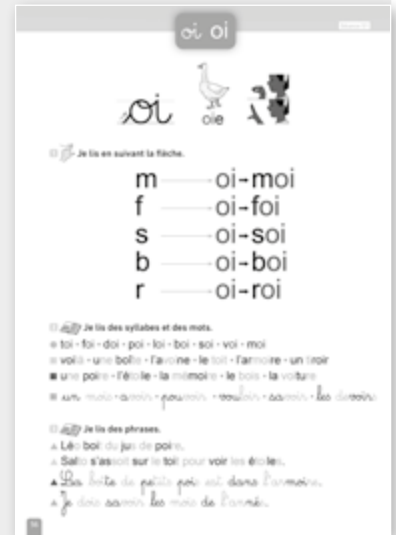 oi oi
oi
oie
Je lis en suivant la flèche.
m oi-moi
f oi-foi
s oi-soi
b oi-boi
r oi-roi
Je lis des syllabes et des mots.
toi - foi - doi - poi - loi - boi - soi - voi - moi
voilà - une boîte - l'avoine - le toit - l'armoire - un tiroir
une poire - l'étoile - la mémoire - le bois - la voiture
un mois - avoir - pouvoir - vouloir - savoir - les devoirs
Je lis des phrases.
Léo boit du jus de poire.
Salto s'assoit sur le toit pour voir les étoiles.
La boîte de petits pois est dans l'armoire.
Je dois savoir les mois de l'année.